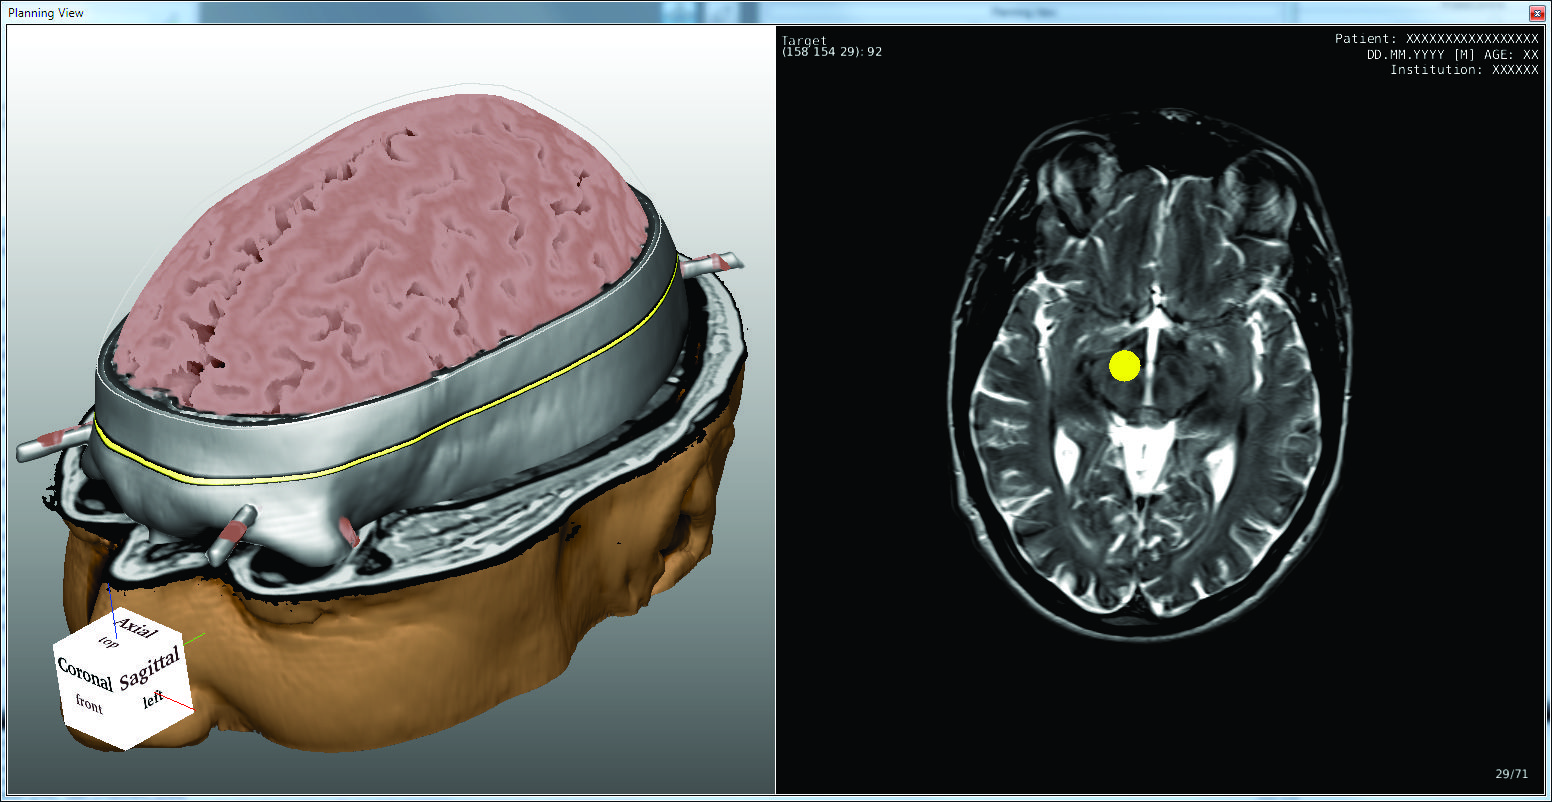 Planning View
Target
(158 154 29): 92
Patient: XXXXXXXXXXXXXXXXX
DD.MM.YYYY [M] AGE: XX
Institution: XXXXXX
Axial
top
Coronal
front
Sagittal
left
29/71